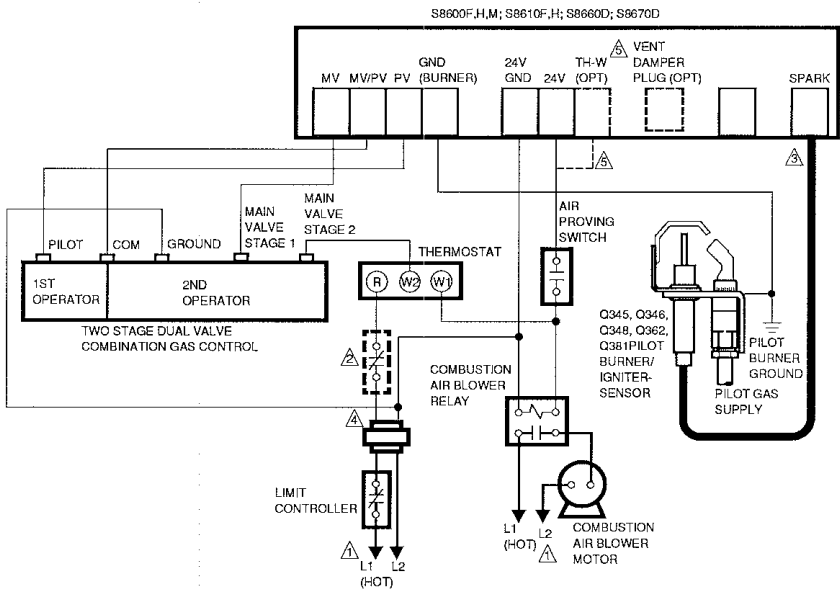 S8600F,H,M; S8610F,H; S8660D; S8670D
MV
MV/PV
PV
GND
(BURNER)
24V
GND
24V
TH-W
(OPT)
5
VENT
DAMPER
PLUG (OPT)
SPARK
5
3
PILOT
COM
GROUND
MAIN
VALVE
STAGE 1
MAIN
VALVE
STAGE 2
1ST
OPERATOR
2ND
OPERATOR
TWO STAGE DUAL VALVE
COMBINATION GAS CONTROL
THERMOSTAT
R
W2
W1
AIR
PROVING
SWITCH
2
4
COMBUSTION
AIR BLOWER
RELAY
Q345, Q346,
Q348, Q362,
Q381PILOT
BURNER/
IGNITER-
SENSOR
PILOT
BURNER
GROUND
PILOT GAS
SUPPLY
LIMIT
CONTROLLER
1
L1
(HOT)
L2
L1
(HOT)
L2
1
COMBUSTION
AIR BLOWER
MOTOR